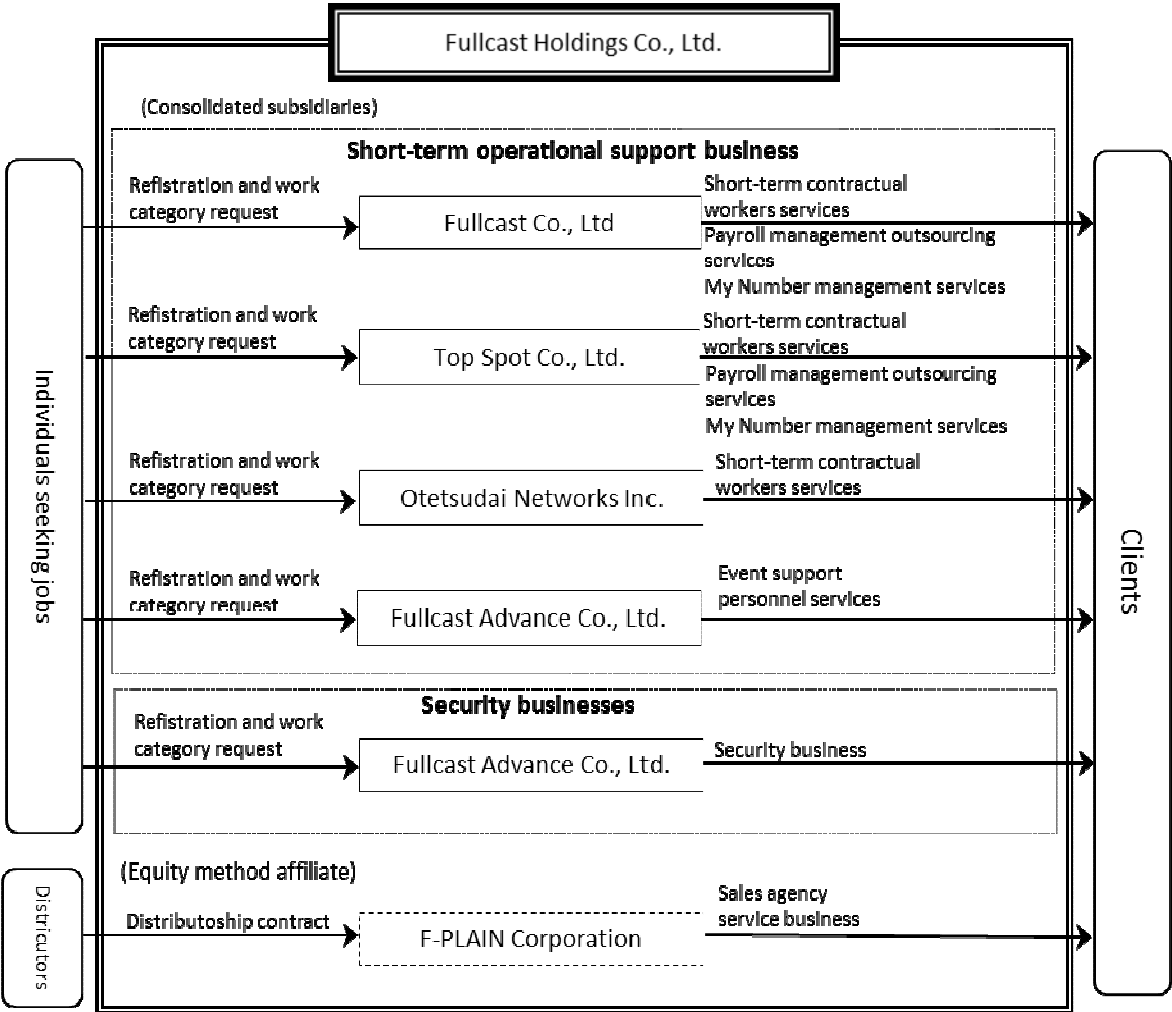 Fullcast Holdings Co., Ltd.
(Consolidated subsidiaries)
Short-term operational support business
Refistration and work
category request
Fullcast Co., Ltd
Short-term contractual
workers services
Payroll management outsourcing
services
My Number management services
Refistration and work
category request
Top Spot Co., Ltd.
Short-term contractual
workers services
Payroll management outsourcing
services
My Number management services
Individuals seeking jobs
Refistration and work
category request
Otetsudai Networks Inc.
Short-term contractual
workers services
Refistration and work
category request
Fullcast Advance Co., Ltd.
Event support
personnel services
Clients
Security businesses
Refistration and work
category request
Fullcast Advance Co., Ltd.
Security business
(Equity method affiliate)
Districutors
Distributoship contract
F-PLAIN Corporation
Sales agency
service business